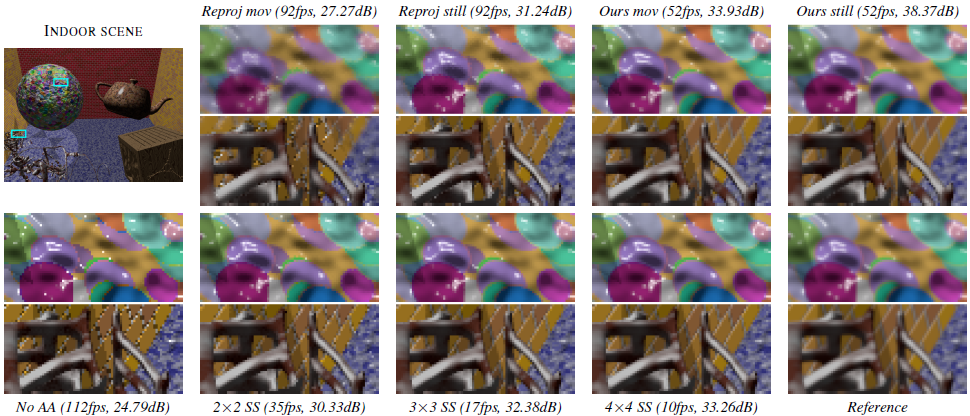 Reproj mov (92fps, 27.27dB)
Reproj still (92fps, 31.24dB)
Ours mov (52fps, 33.93dB)
Ours still (52fps, 38.37dB)
INDOOR SCENE
No AA (112fps, 24.79dB)
2×2 SS (35fps, 30.33dB)
3×3 SS (17fps, 32.38dB)
4×4 SS (10fps, 33.26dB)
Reference